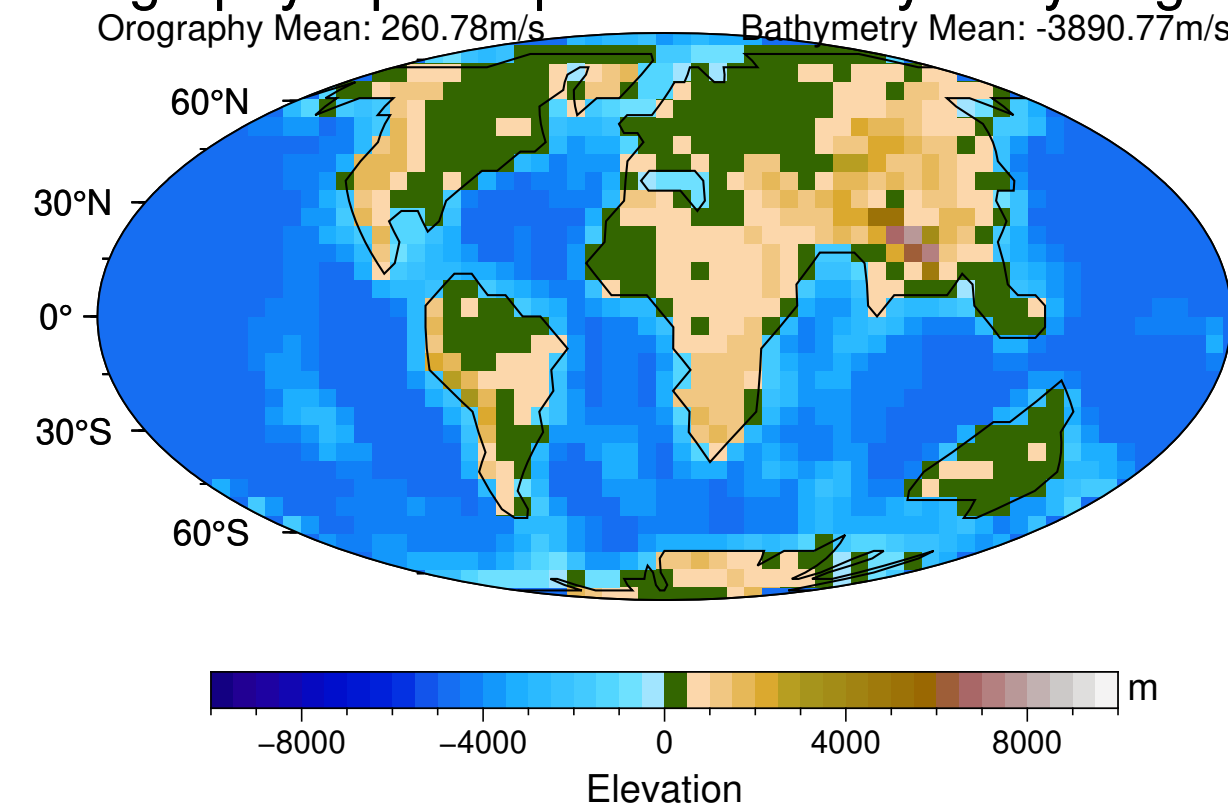 Orography Mean: 260.78m/s Bathymetry Mean: -3890.77m/s
60°N
30°N
0°
30°S
60°S
m
−8000 −4000 0 4000 8000
Elevation